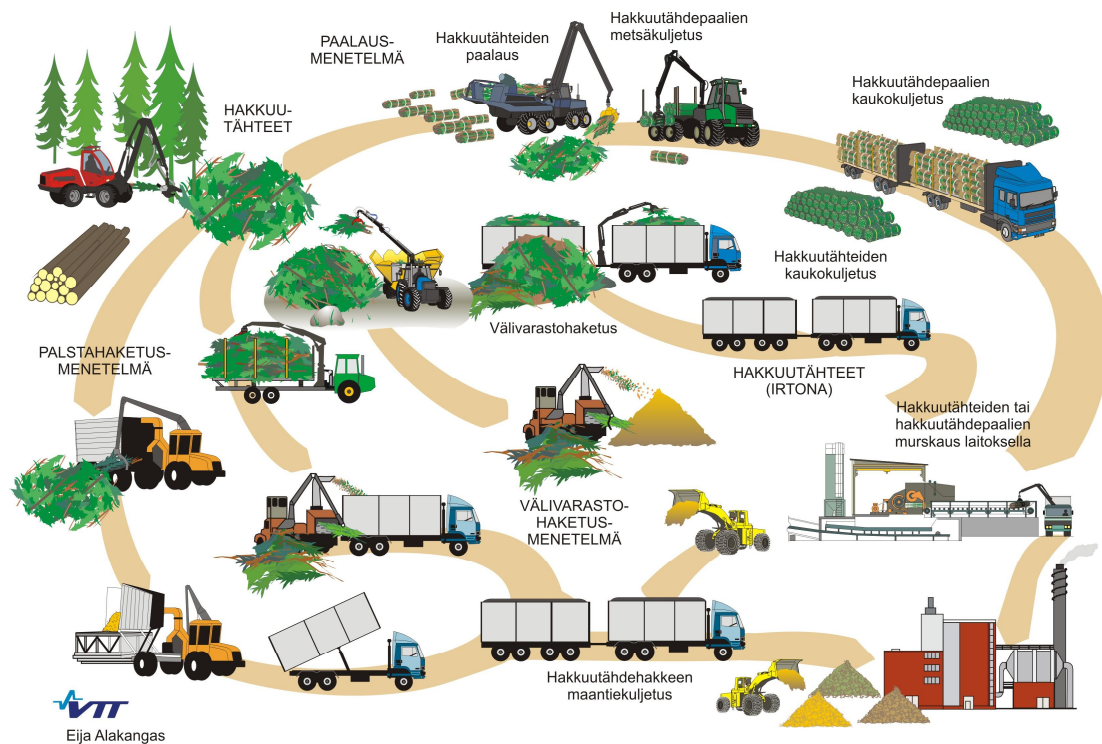 PAALAUS-
MENETELMÄ
Hakkuutähteiden
paalaus
Hakkuutähdepaalien
metsäkuljetus
Hakkuutähdepaalien
kaukokuljetus
HAKKUU-
TÄHTEET
Hakkuutähteiden
kaukokuljetus
Välivarastohaketus
PALSTAHAKETUS-
MENETELMÄ
HAKKUUTÄHTEET
(IRTONA)
Hakkuutähteiden tai
hakkuutähdepaalien
murskaus laitoksella
VÄLIVARASTO-
HAKETUS-
MENETELMÄ
Hakkuutähdehakkeen
maantiekuljetus
VTT
Eija Alakangas